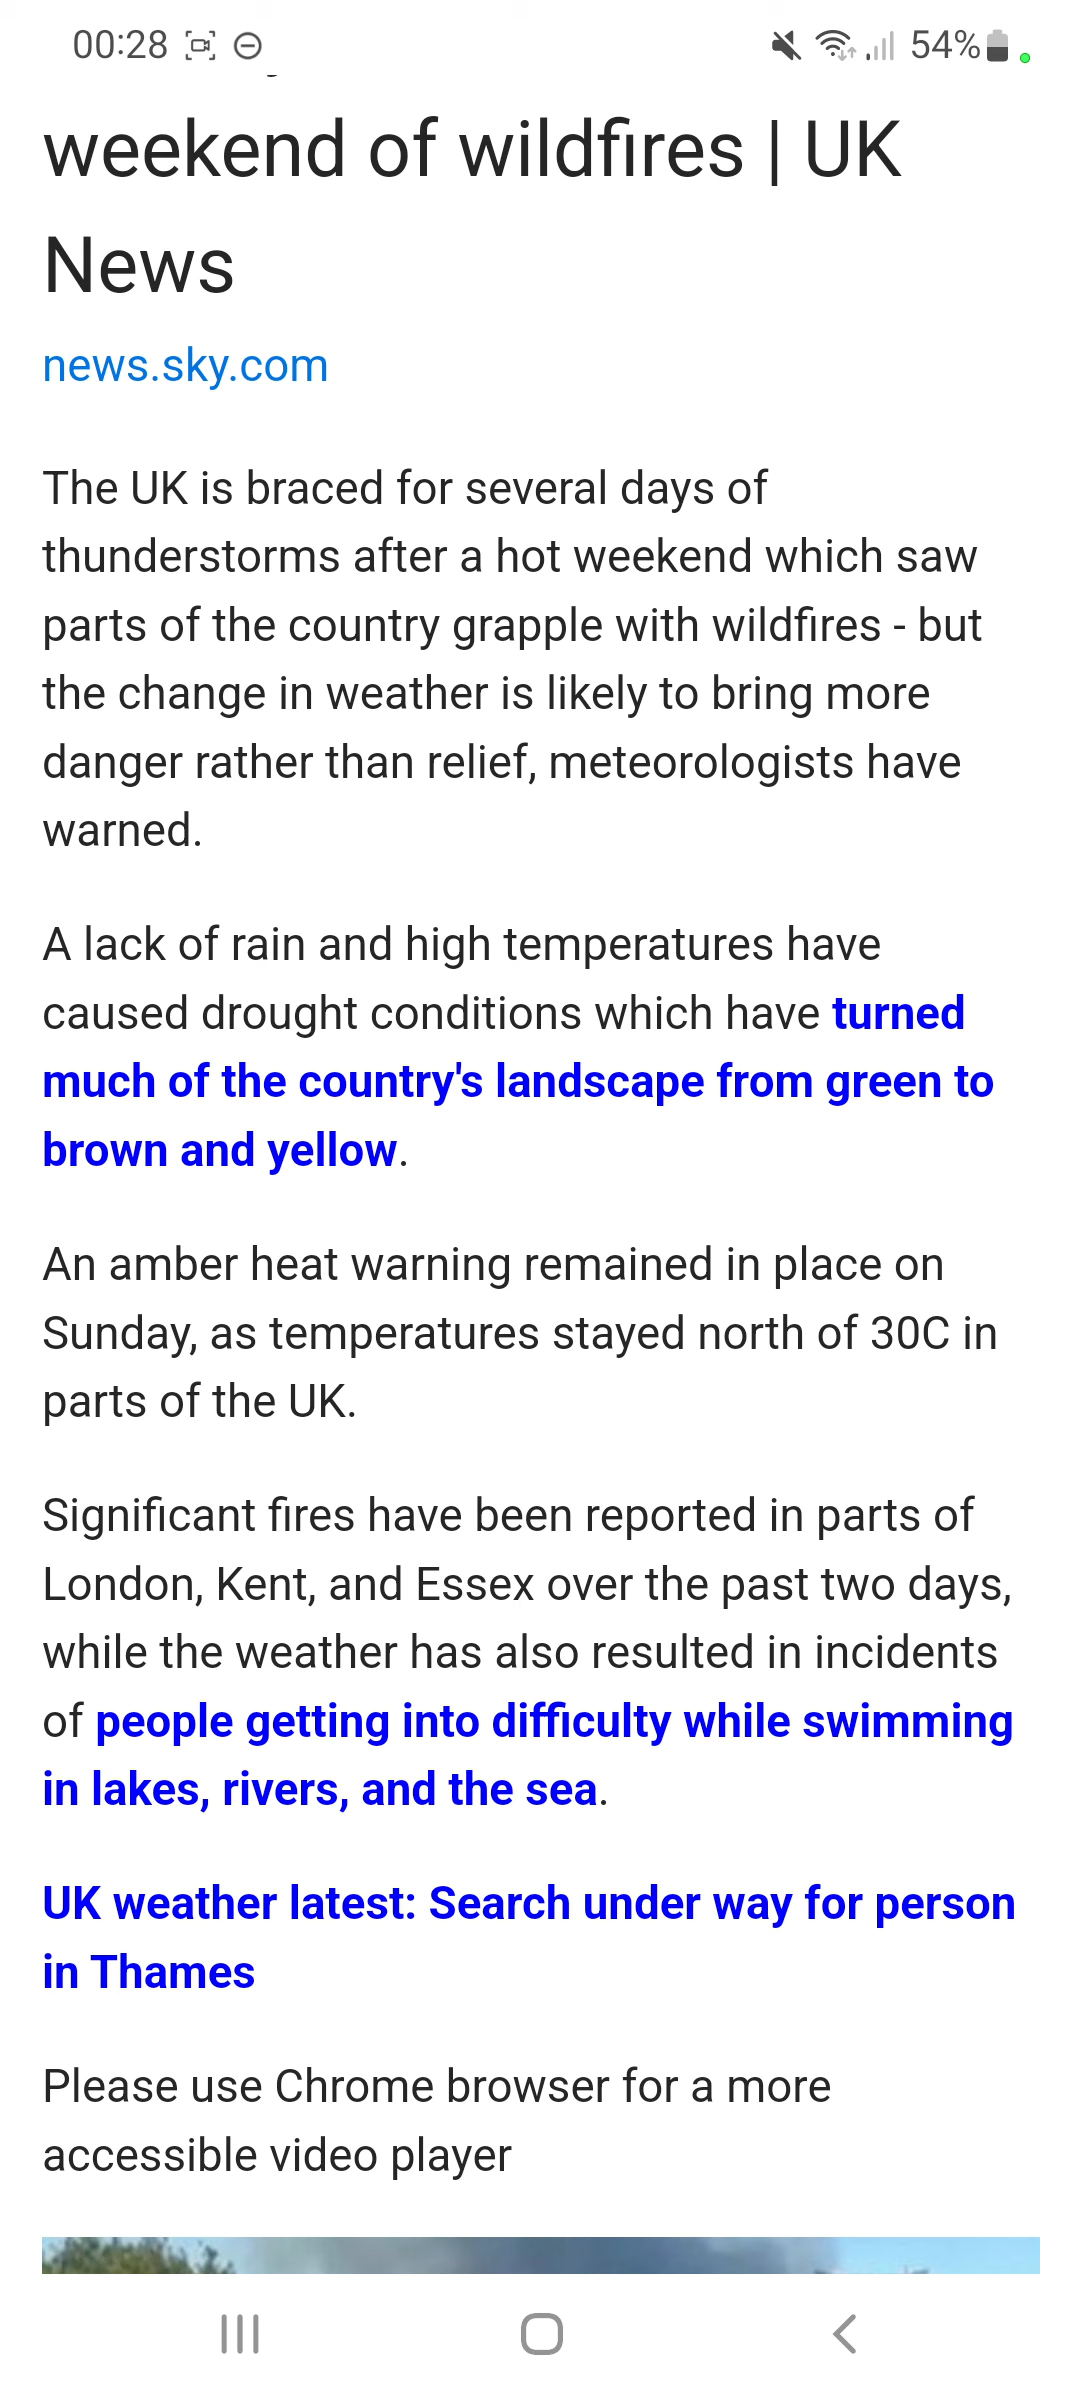 00:28
54%
weekend of wildfires | UK
News
news.sky.com
The UK is braced for several days of
thunderstorms after a hot weekend which saw
parts of the country grapple with wildfires - but
the change in weather is likely to bring more
danger rather than relief, meteorologists have
warned.
A lack of rain and high temperatures have
caused drought conditions which have turned
much of the country's landscape from green to
brown and yellow.
An amber heat warning remained in place on
Sunday, as temperatures stayed north of 30C in
parts of the UK.
Significant fires have been reported in parts of
London, Kent, and Essex over the past two days,
while the weather has also resulted in incidents
of people getting into difficulty while swimming
in lakes, rivers, and the sea.
UK weather latest: Search under way for person
in Thames
Please use Chrome browser for a more
accessible video player